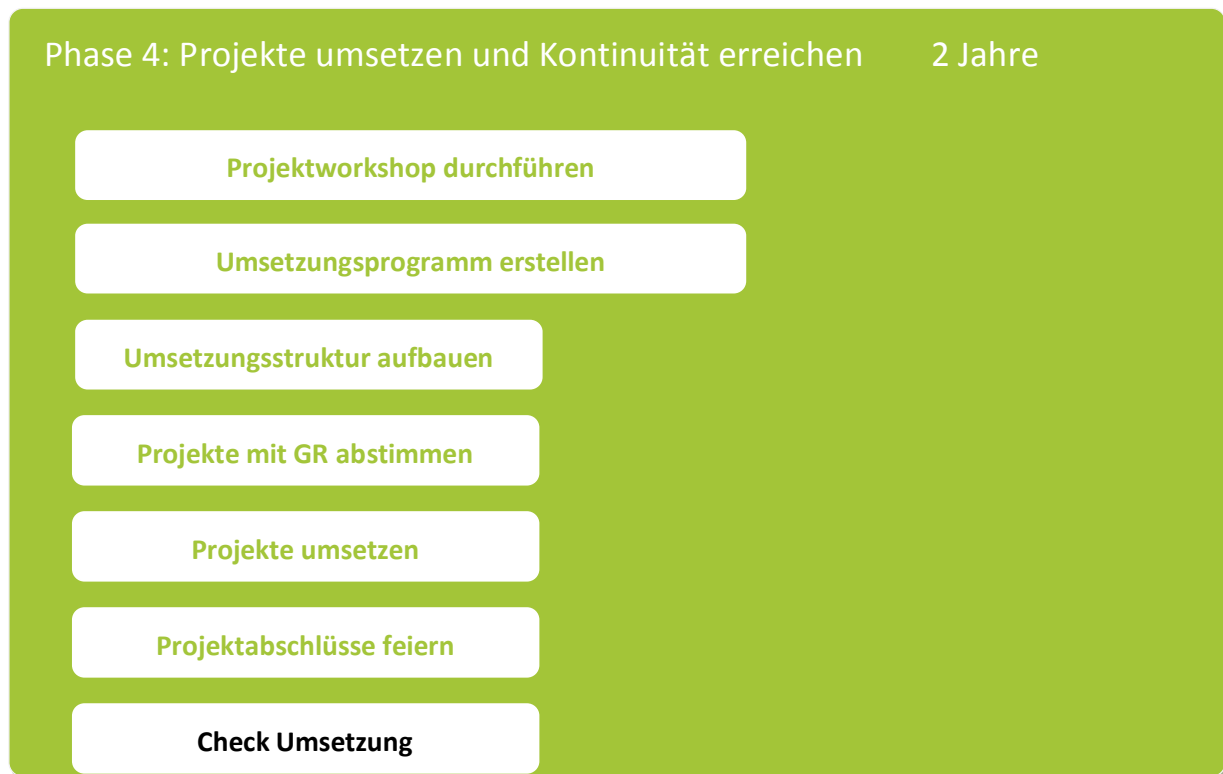 Phase 4: Projekte umsetzen und Kontinuität erreichen 2 Jahre
Projektworkshop durchführen
Umsetzungsprogramm erstellen
Umsetzungsstruktur aufbauen
Projekte mit GR abstimmen
Projekte umsetzen
Projektabschlüsse feiern
Check Umsetzung